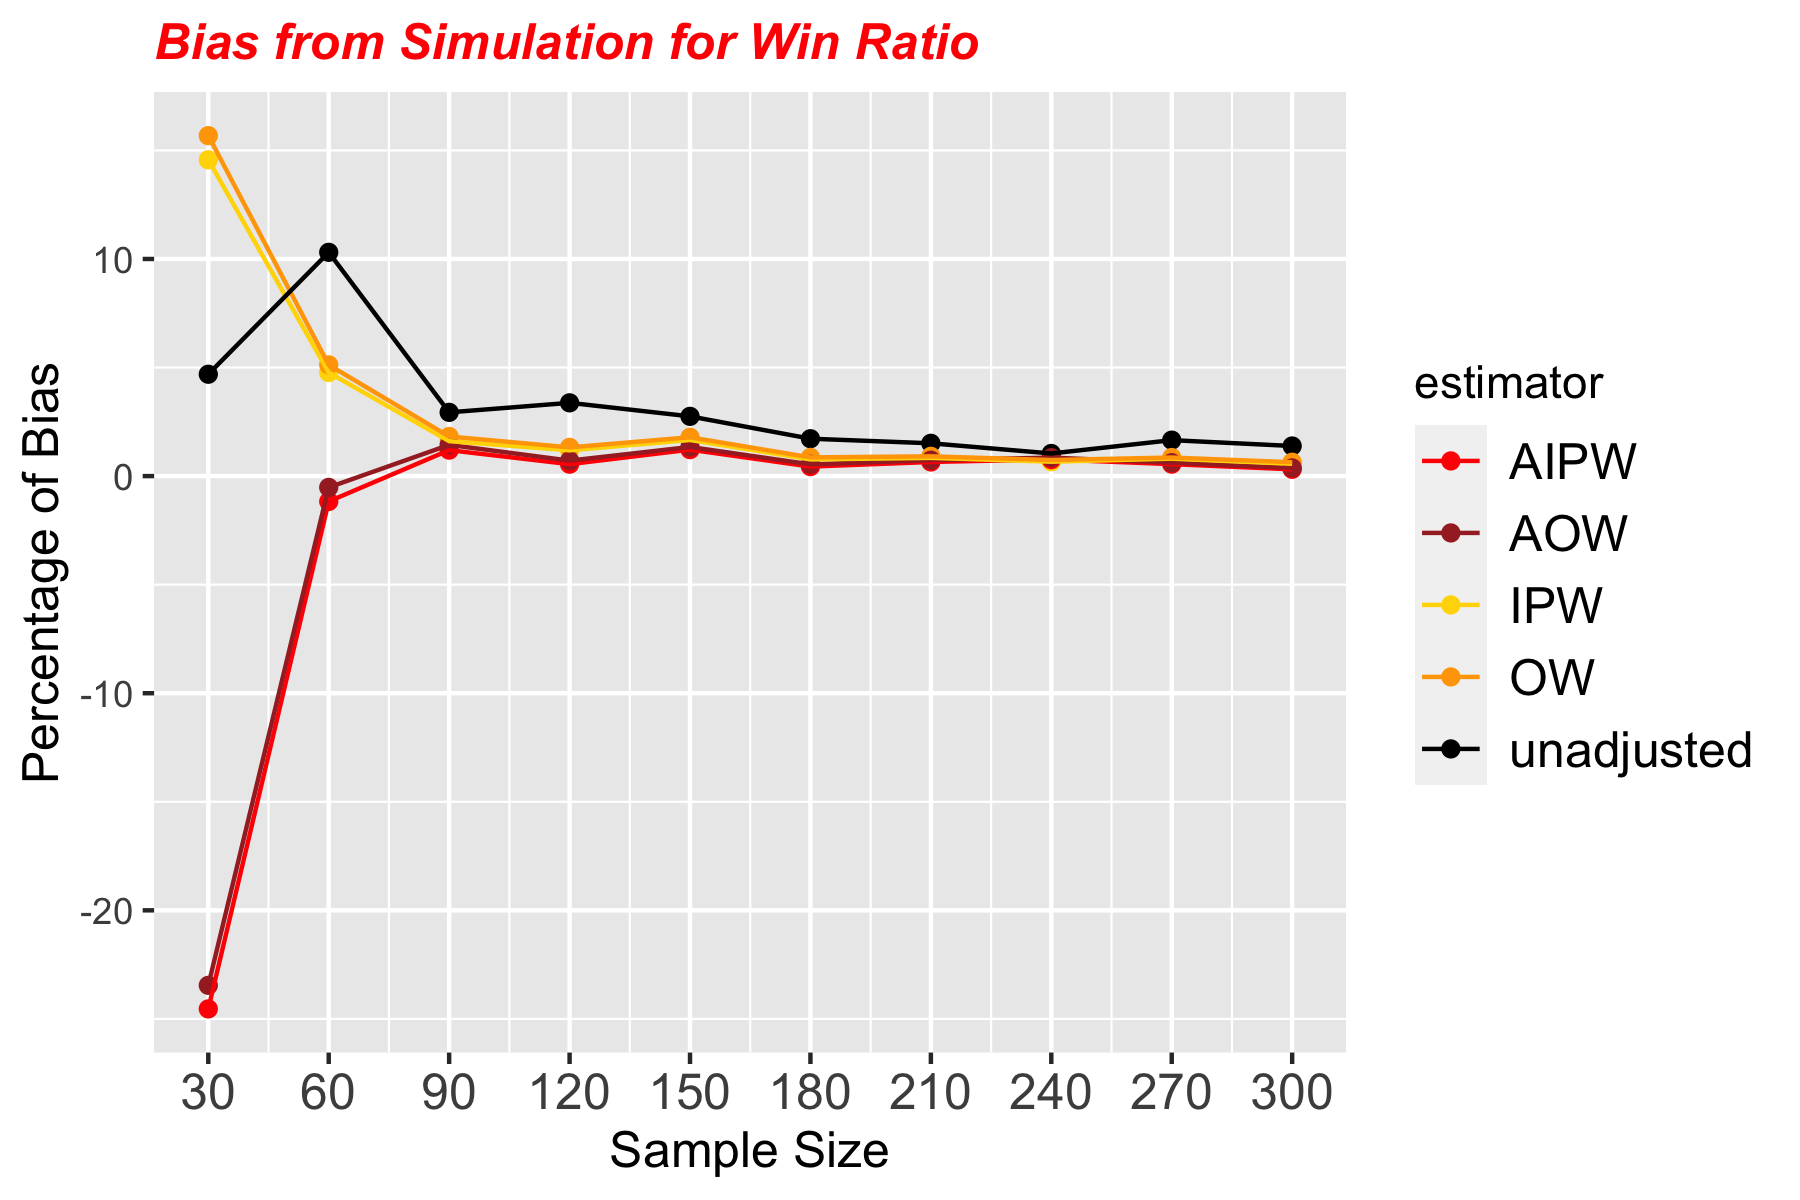 Bias from Simulation for Win Ratio
Percentage of Bias
10
0
-10
-20
30 60 90 120 150 180 210 240 270 300
Sample Size
estimator
AIPW
AOW
IPW
OW
unadjusted